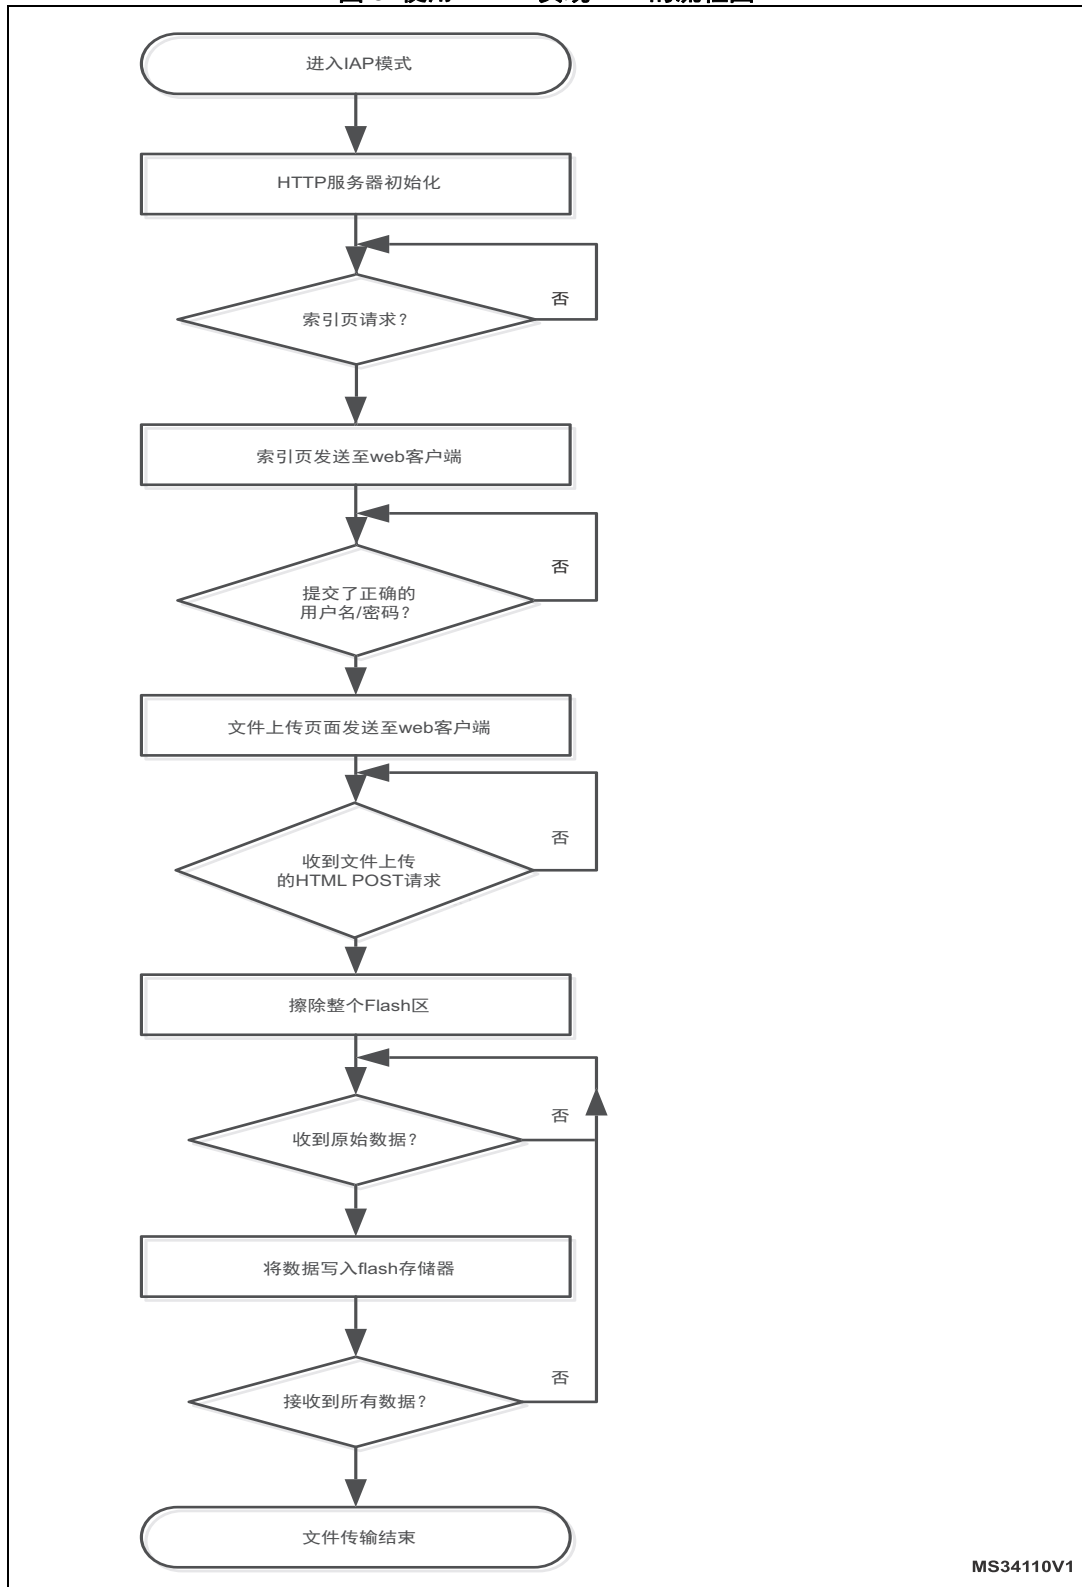 进入IAP模式
HTTP服务器初始化
否
索引页请求？
索引页发送至web客户端
否
提交了正确的
用户名/密码？
文件上传页面发送至web客户端
否
收到文件上传
的HTML POST请求
擦除整个Flash区
否
收到原始数据？
将数据写入flash存储器
否
接收到所有数据？
文件传输结束
MS34110V1